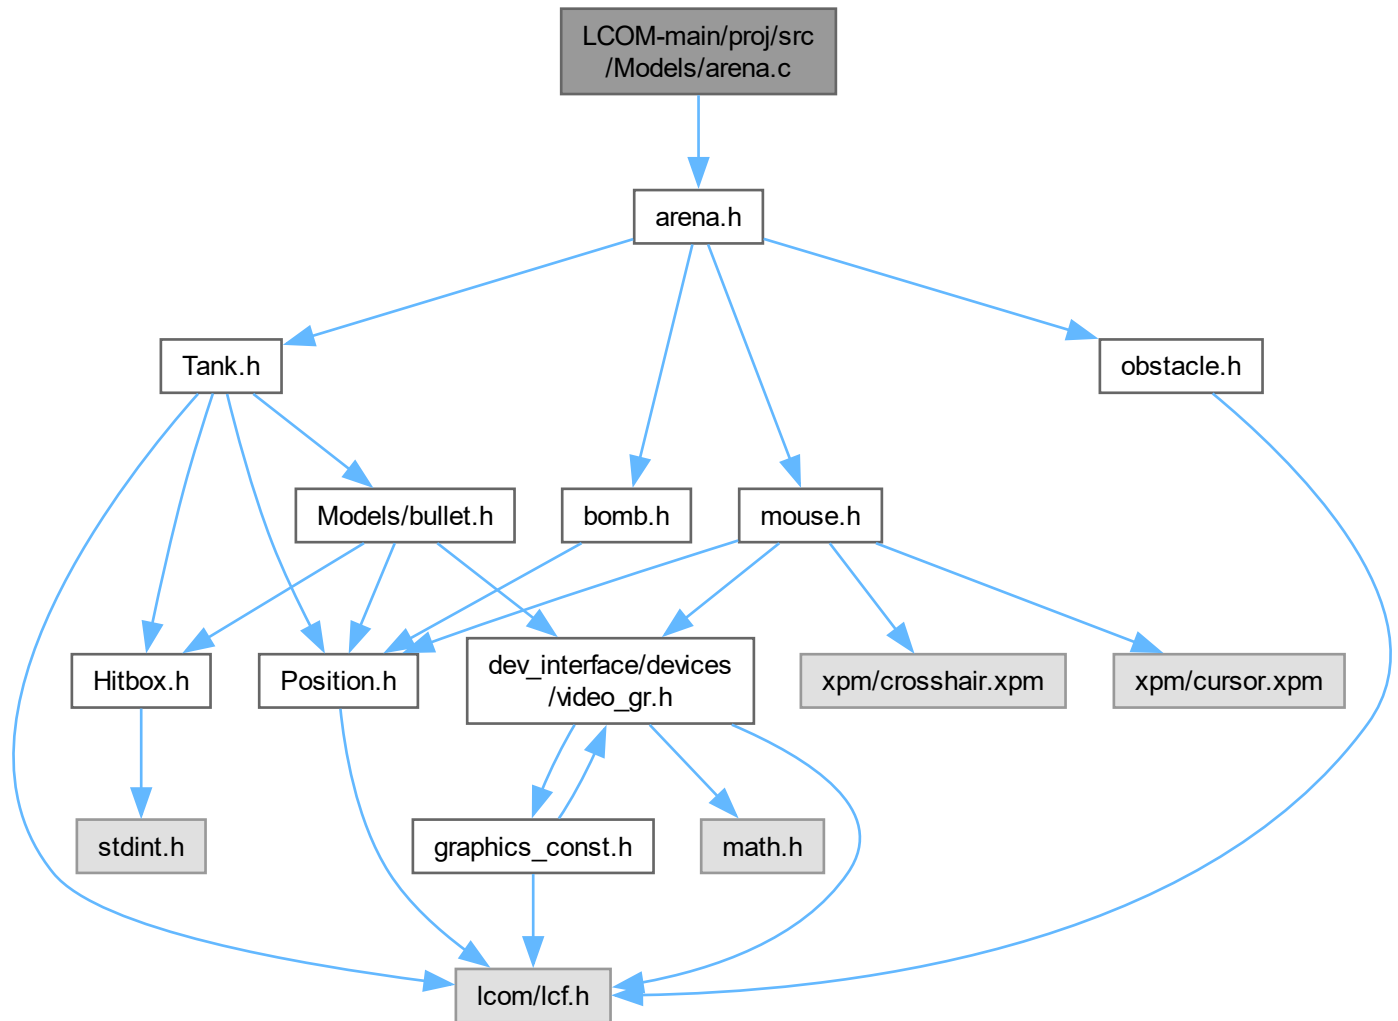 LCOM-main/proj/src
/Models/arena.c
arena.h
Tank.h
obstacle.h
Models/bullet.h
bomb.h
mouse.h
Hitbox.h
Position.h
dev_interface/devices
/video_gr.h
xpm/crosshair.xpm
xpm/cursor.xpm
stdint.h
graphics_const.h
math.h
lcom/lcf.h